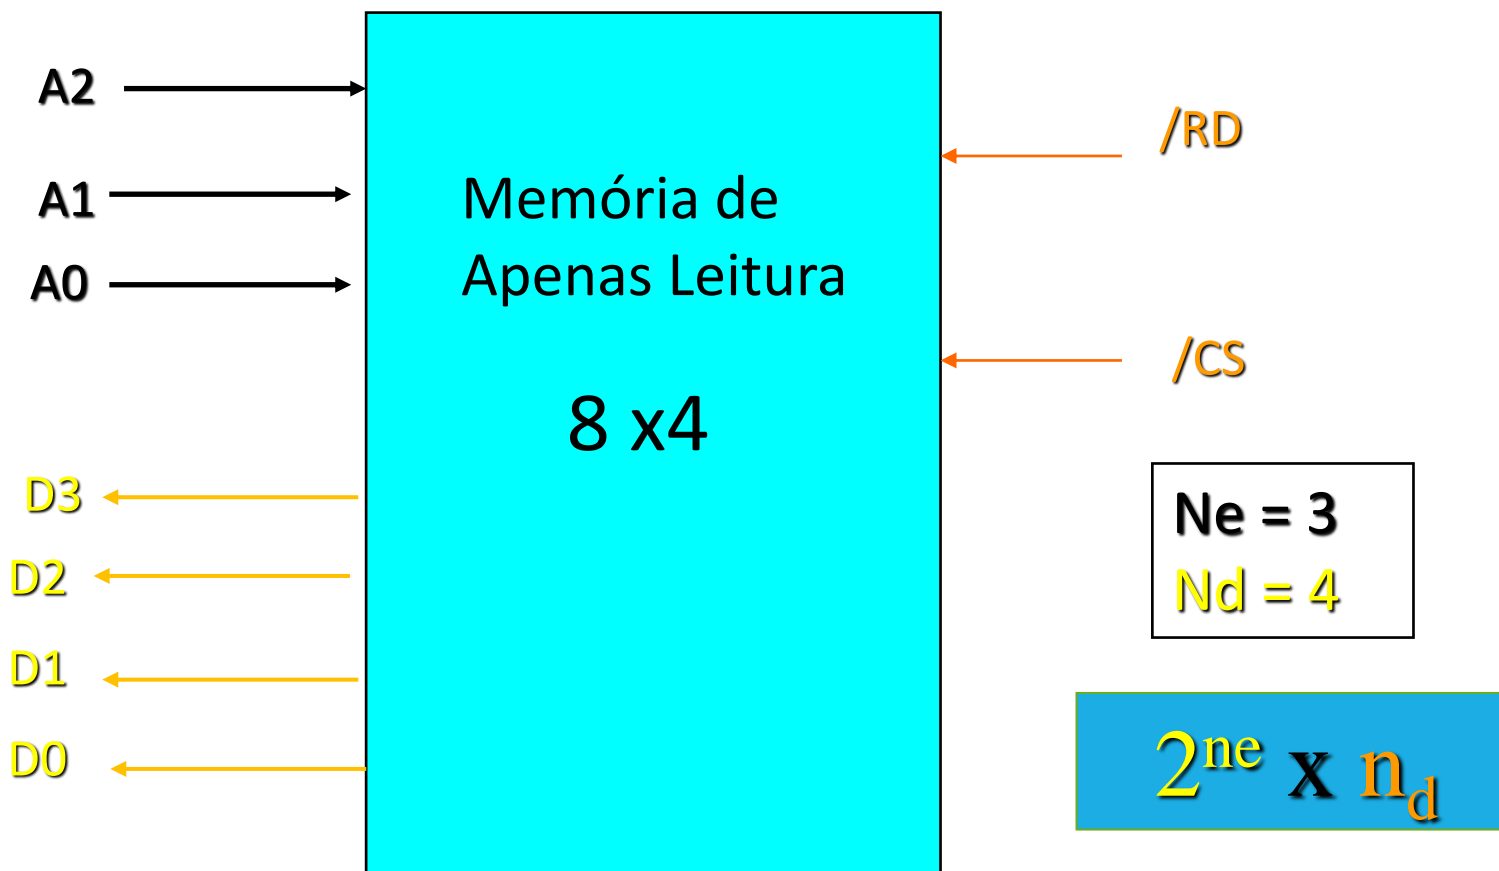 A2
A1
A0
D3
D2
D1
D0
Memória de
Apenas Leitura
8 x4
/RD
/CS
Ne = 3
Nd = 4
2ⁿᵉ x n_d